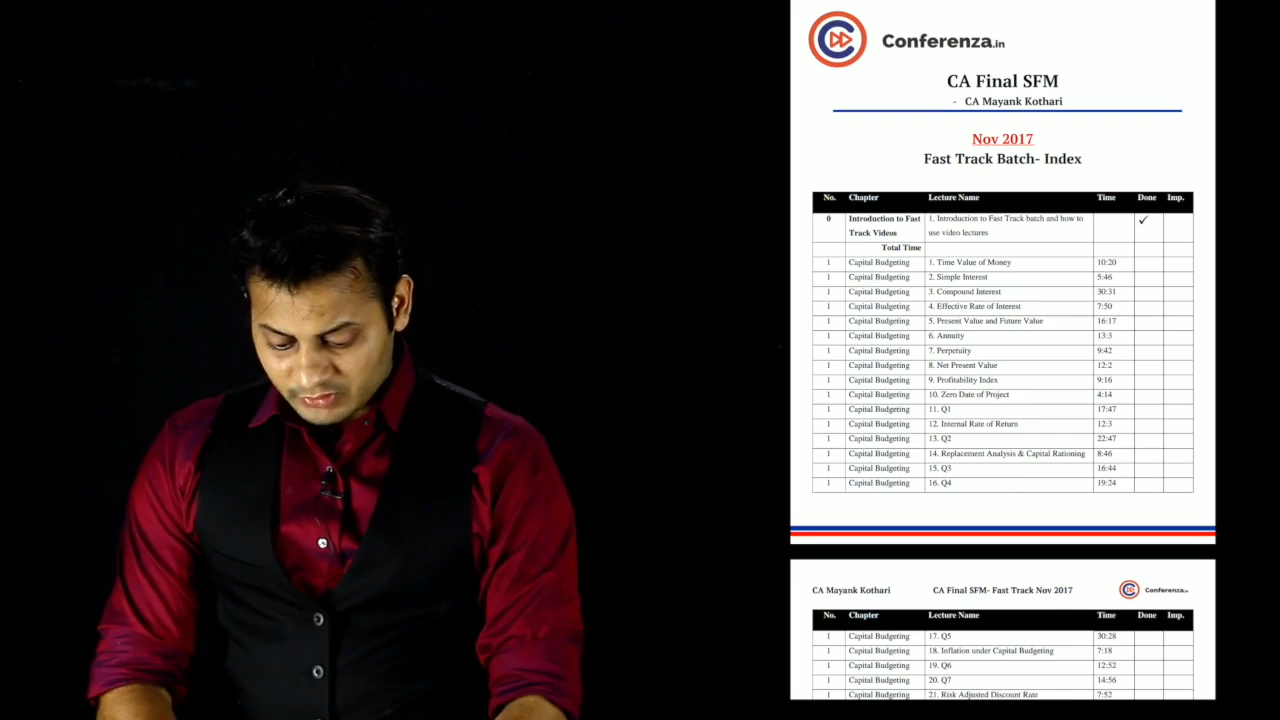 Conferenza.in
CA Final SFM
- CA Mayank Kothari
Nov 2017
Fast Track Batch- Index
No. Chapter Lecture Name Time Done Imp.
0 Introduction to Fast Track Videos 1. Introduction to Fast Track batch and how to use video lectures ✓
Total Time
1 Capital Budgeting 1. Time Value of Money 10:20
1 Capital Budgeting 2. Simple Interest 5:46
1 Capital Budgeting 3. Compound Interest 30:31
1 Capital Budgeting 4. Effective Rate of Interest 7:50
1 Capital Budgeting 5. Present Value and Future Value 16:17
1 Capital Budgeting 6. Annuity 13:3
1 Capital Budgeting 7. Perpetuity 9:42
1 Capital Budgeting 8. Net Present Value 12:2
1 Capital Budgeting 9. Profitability Index 9:16
1 Capital Budgeting 10. Zero Date of Project 4:14
1 Capital Budgeting 11. Q1 17:47
1 Capital Budgeting 12. Internal Rate of Return 12:3
1 Capital Budgeting 13. Q2 22:47
1 Capital Budgeting 14. Replacement Analysis & Capital Rationing 8:46
1 Capital Budgeting 15. Q3 16:44
1 Capital Budgeting 16. Q4 19:24
CA Mayank Kothari CA Final SFM- Fast Track Nov 2017 Conferenza.in
No. Chapter Lecture Name Time Done Imp.
1 Capital Budgeting 17. Q5 30:28
1 Capital Budgeting 18. Inflation under Capital Budgeting 7:18
1 Capital Budgeting 19. Q6 12:52
1 Capital Budgeting 20. Q7 14:56
1 Capital Budgeting 21. Risk Adjusted Discount Rate 7:52